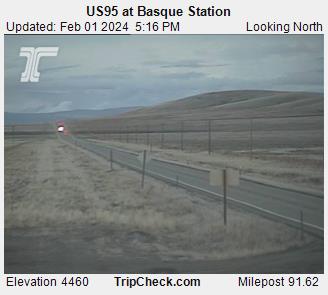 US95 at Basque Station
Updated: Feb 01 2024 5:16 PM Looking North
Elevation 4460 TripCheck.com Milepost 91.62